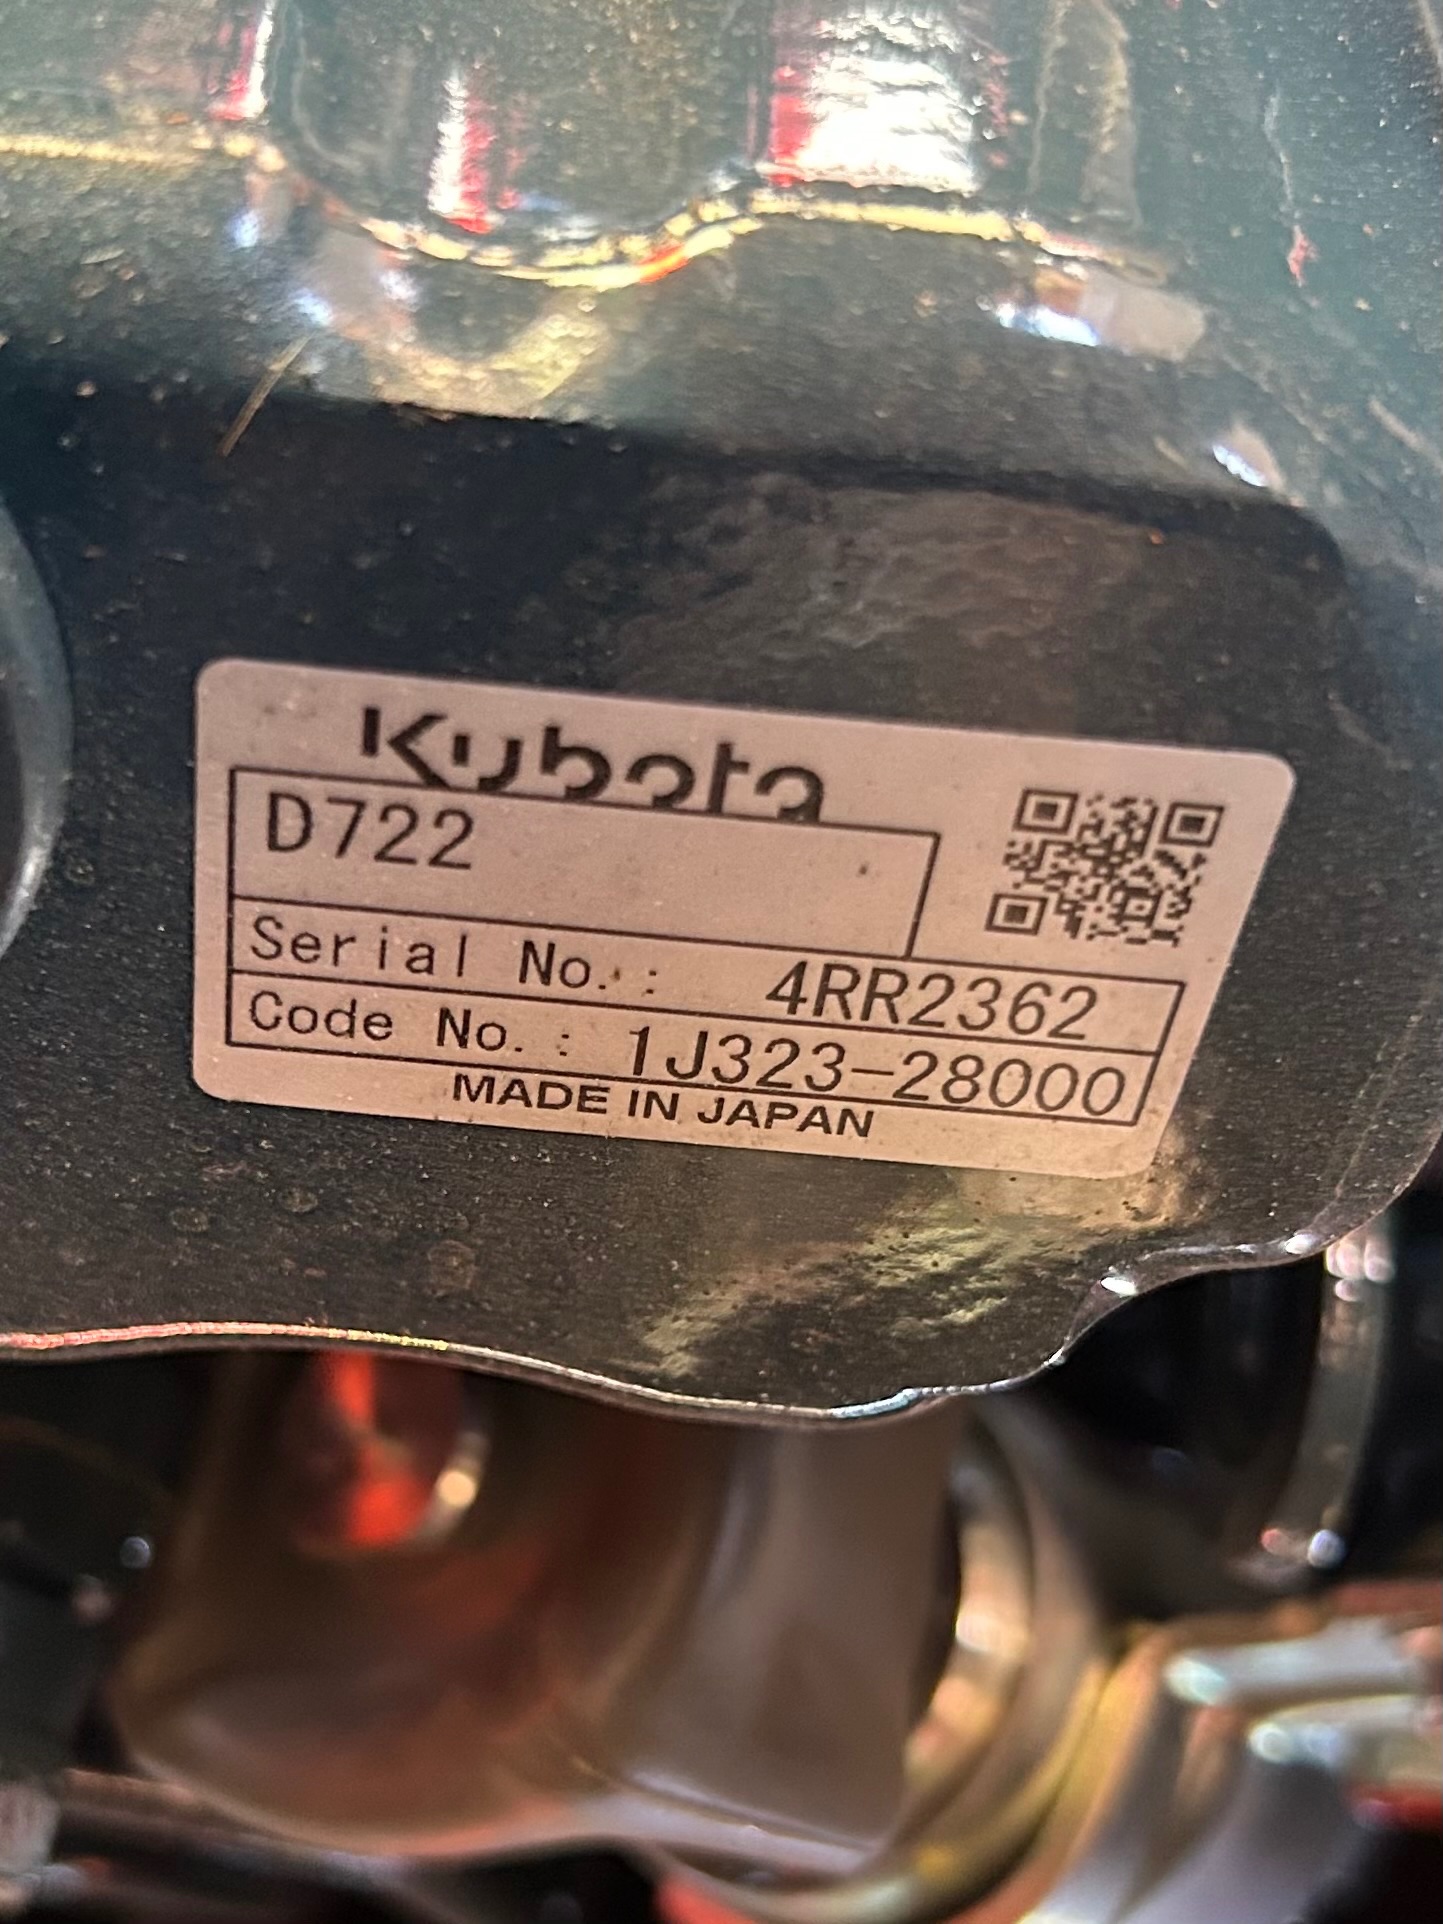 Kubota
D722
Serial No.: 4RR2362
Code No.: 1J323-28000
MADE IN JAPAN